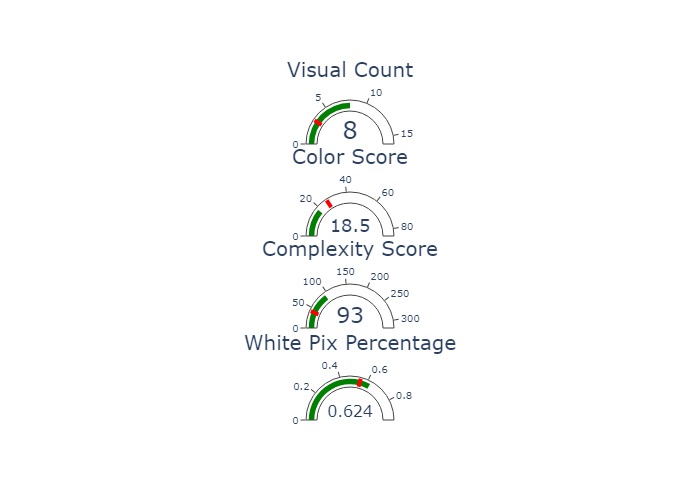 Visual Count
0 5 10 15
8
Color Score
0 20 40 60 80
18.5
Complexity Score
0 50 100 150 200 250 300
93
White Pix Percentage
0 0.2 0.4 0.6 0.8
0.624